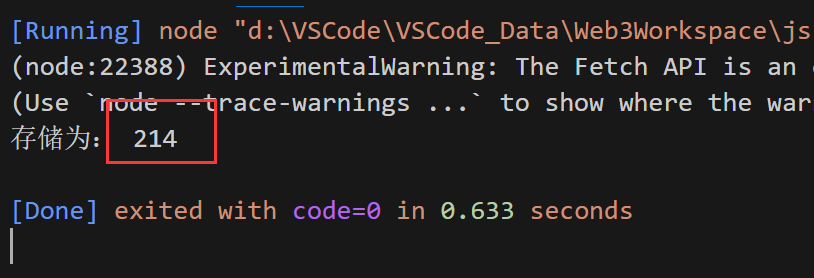 [Running] node "d:\VSCode\VSCode_Data\Web3Workspace\js
(node:22388) ExperimentalWarning: The Fetch API is an
(Use `node --trace-warnings ...` to show where the war
存储为： 214
[Done] exited with code=0 in 0.633 seconds